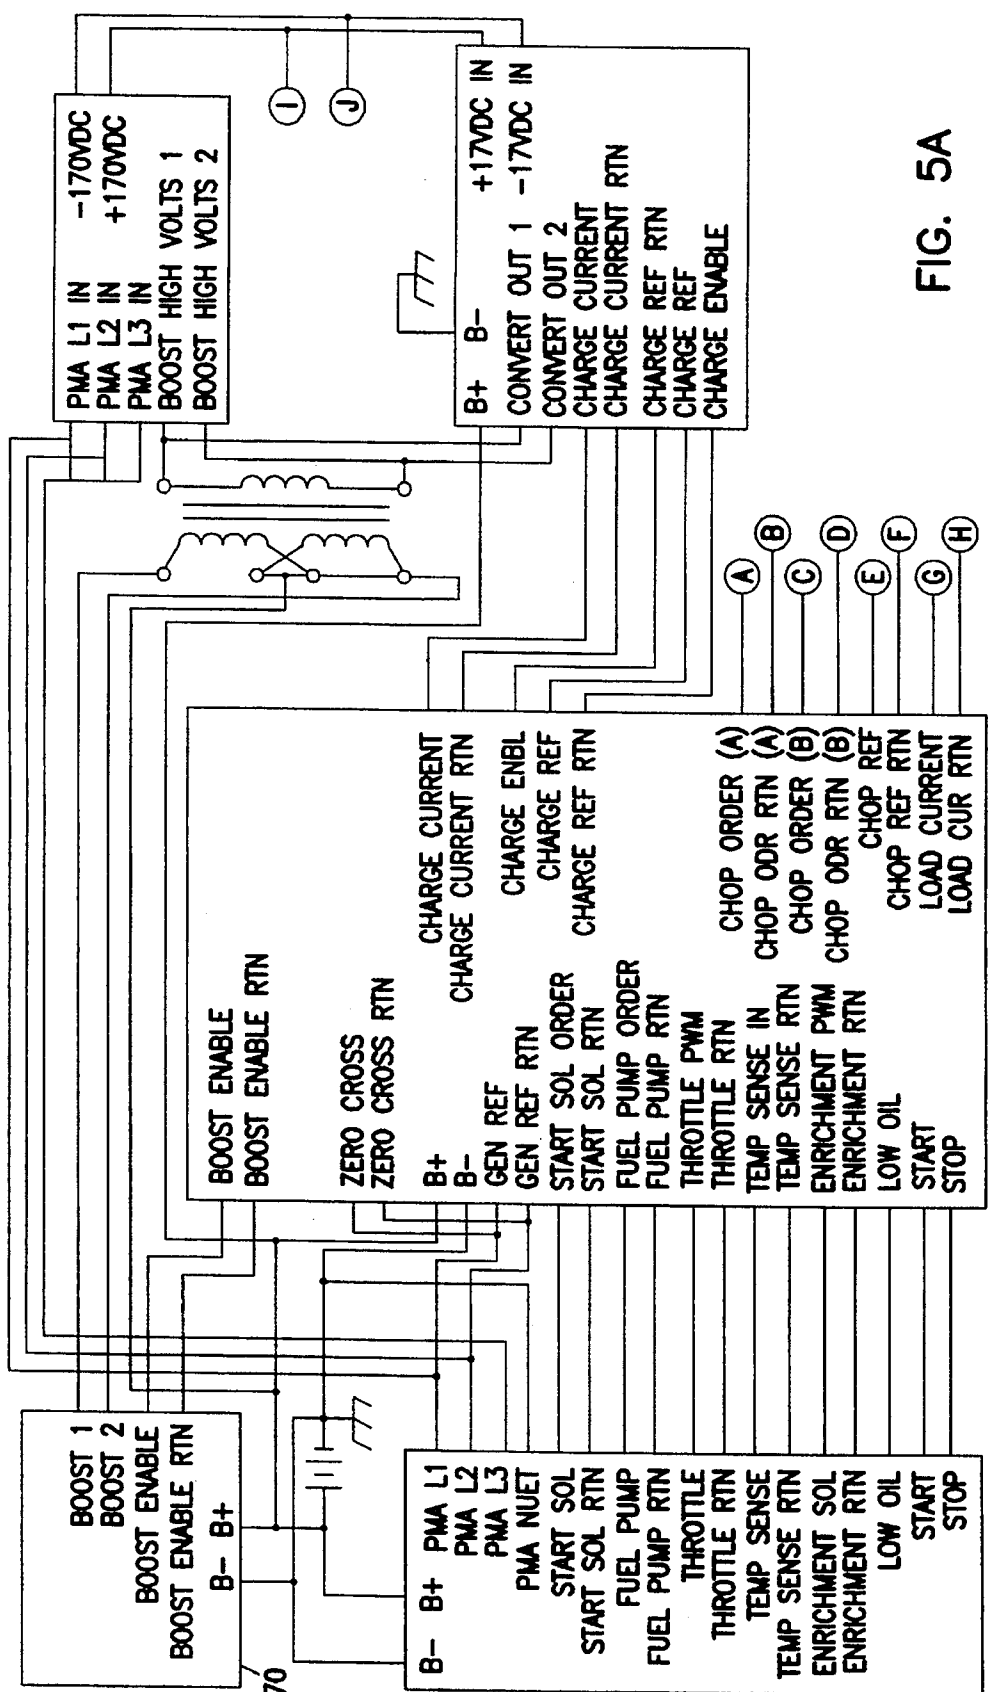 BOOST 1
BOOST 2
BOOST ENABLE
BOOST ENABLE RTN
B- B+
70
B- B+
PMA L1
PMA L2
PMA L3
PMA NUET
START SOL
START SOL RTN
FUEL PUMP
FUEL PUMP RTN
THROTTLE
THROTTLE RTN
TEMP SENSE
TEMP SENSE RTN
ENRICHMENT SOL
ENRICHMENT RTN
LOW OIL
START
STOP
BOOST ENABLE
BOOST ENABLE RTN
ZERO CROSS
ZERO CROSS RTN
B+
B-
GEN REF
GEN REF RTN
START SOL ORDER
START SOL RTN
FUEL PUMP ORDER
FUEL PUMP RTN
THROTTLE PWM
THROTTLE RTN
TEMP SENSE IN
TEMP SENSE RTN
ENRICHMENT PWM
ENRICHMENT RTN
LOW OIL
START
STOP
CHARGE CURRENT
CHARGE CURRENT RTN
CHARGE ENBL
CHARGE REF
CHARGE REF RTN
CHOP ORDER (A)
CHOP ODR RTN (A)
CHOP ORDER (B)
CHOP ODR RTN (B)
CHOP REF
CHOP REF RTN
LOAD CURRENT
LOAD CUR RTN
A
B
C
D
E
F
G
H
PMA L1 IN -170VDC
PMA L2 IN +170VDC
PMA L3 IN
BOOST HIGH VOLTS 1
BOOST HIGH VOLTS 2
I
J
B+ B- +17VDC IN
CONVERT OUT 1 -17VDC IN
CONVERT OUT 2
CHARGE CURRENT
CHARGE CURRENT RTN
CHARGE REF RTN
CHARGE REF
CHARGE ENABLE
FIG. 5A